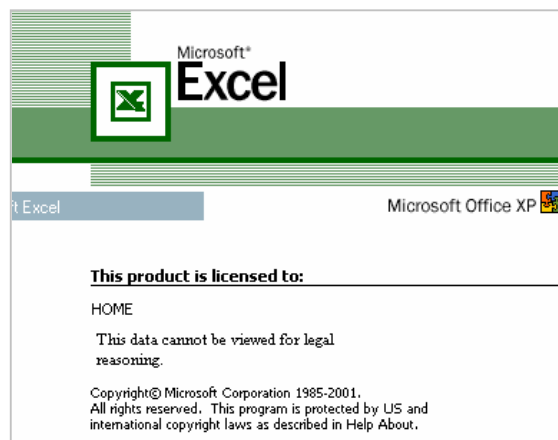 Microsoft®
Excel
ft Excel
Microsoft Office XP
This product is licensed to:
HOME
This data cannot be viewed for legal
reasoning.
Copyright© Microsoft Corporation 1985-2001.
All rights reserved. This program is protected by US and
international copyright laws as described in Help About.